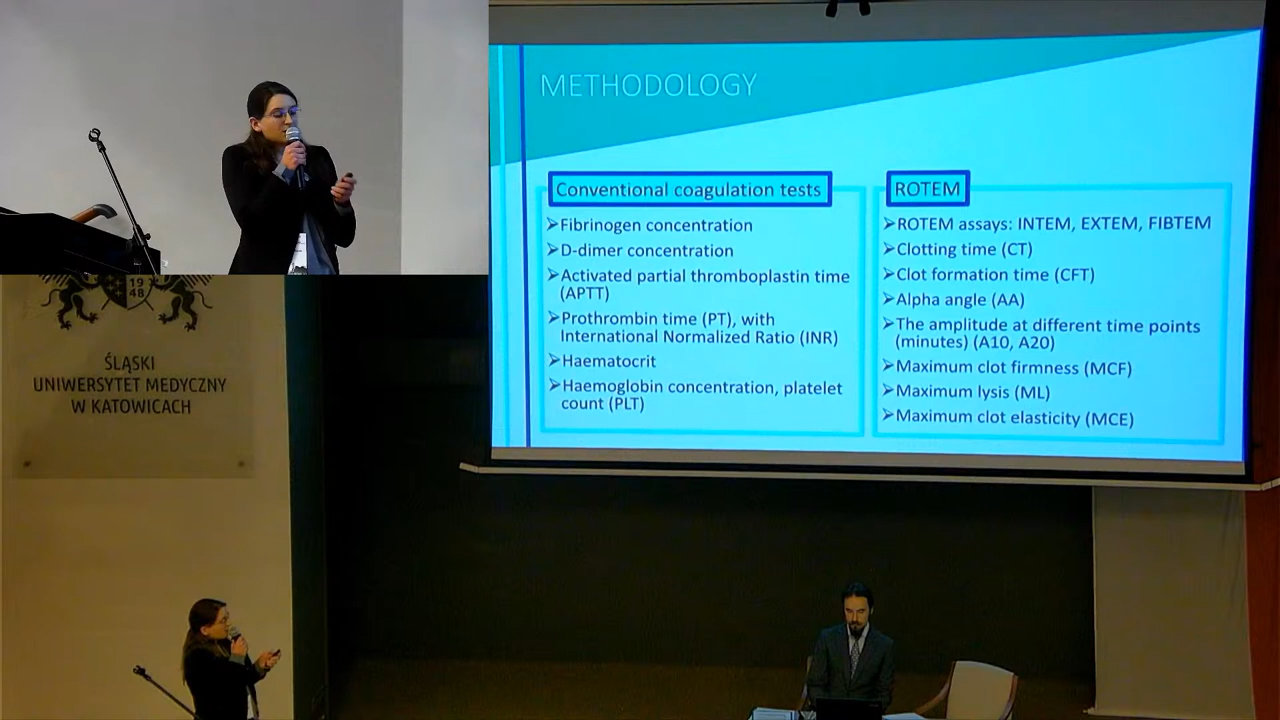 METHODOLOGY
Conventional coagulation tests
➢Fibrinogen concentration
➢D-dimer concentration
➢Activated partial thromboplastin time
(APTT)
➢Prothrombin time (PT), with
International Normalized Ratio (INR)
➢Haematocrit
➢Haemoglobin concentration, platelet
count (PLT)
ROTEM
➢ROTEM assays: INTEM, EXTEM, FIBTEM
➢Clotting time (CT)
➢Clot formation time (CFT)
➢Alpha angle (AA)
➢The amplitude at different time points
(minutes) (A10, A20)
➢Maximum clot firmness (MCF)
➢Maximum lysis (ML)
➢Maximum clot elasticity (MCE)
19
48
ŚLĄSKI
UNIWERSYTET MEDYCZNY
W KATOWICACH